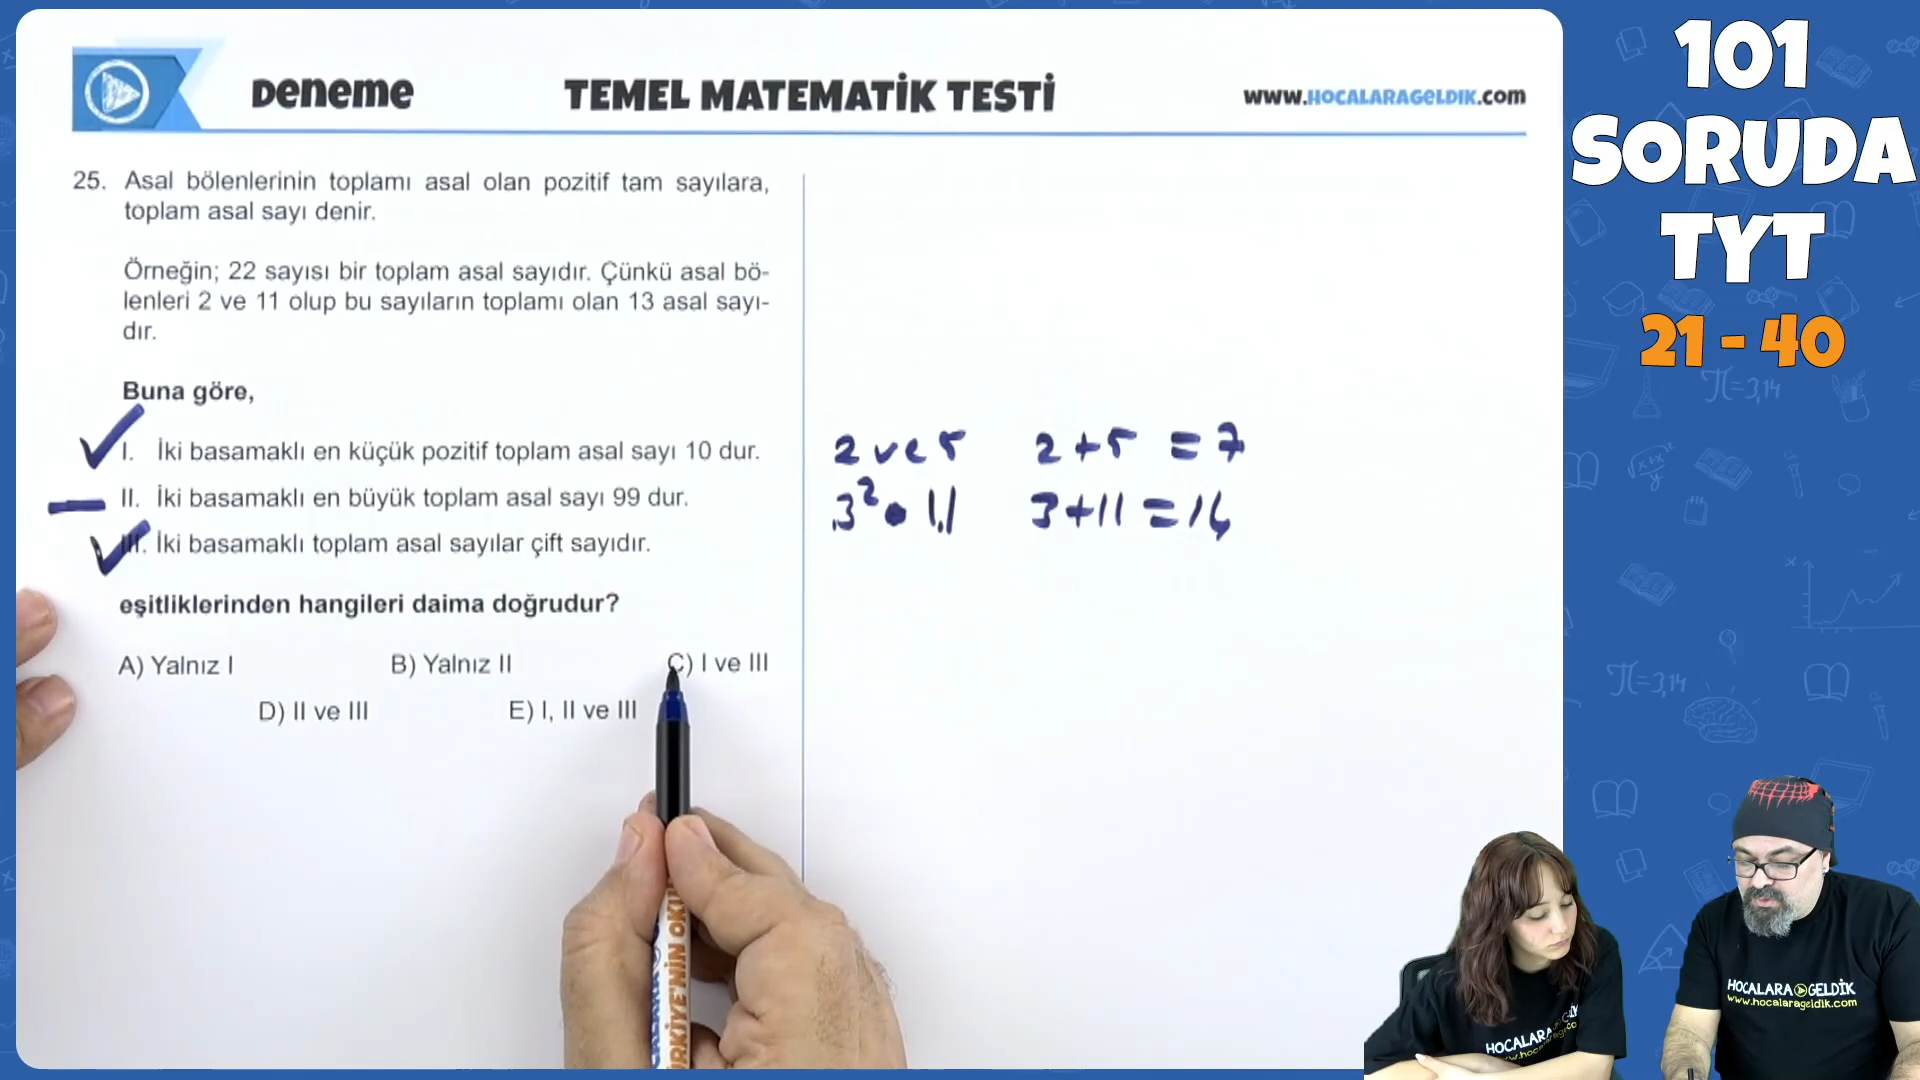 Deneme
TEMEL MATEMATİK TESTİ
www.HOCALARAGELDIK.com
25. Asal bölenlerinin toplamı asal olan pozitif tam sayılara,
toplam asal sayı denir.
Örneğin; 22 sayısı bir toplam asal sayıdır. Çünkü asal bö-
lenleri 2 ve 11 olup bu sayıların toplamı olan 13 asal sayı-
dır.
Buna göre,
I. İki basamaklı en küçük pozitif toplam asal sayı 10 dur.
II. İki basamaklı en büyük toplam asal sayı 99 dur.
III. İki basamaklı toplam asal sayılar çift sayıdır.
eşitliklerinden hangileri daima doğrudur?
A) Yalnız I
B) Yalnız II
C) I ve III
D) II ve III
E) I, II ve III
2 ve 5 2+5 = 7
3² • 11 3+11 = 14
101
SORUDA
TYT
21 - 40
π=3,14
π=3,14
HOCALARA GELDİK
www.hocalarageldik.com
HOCALARA